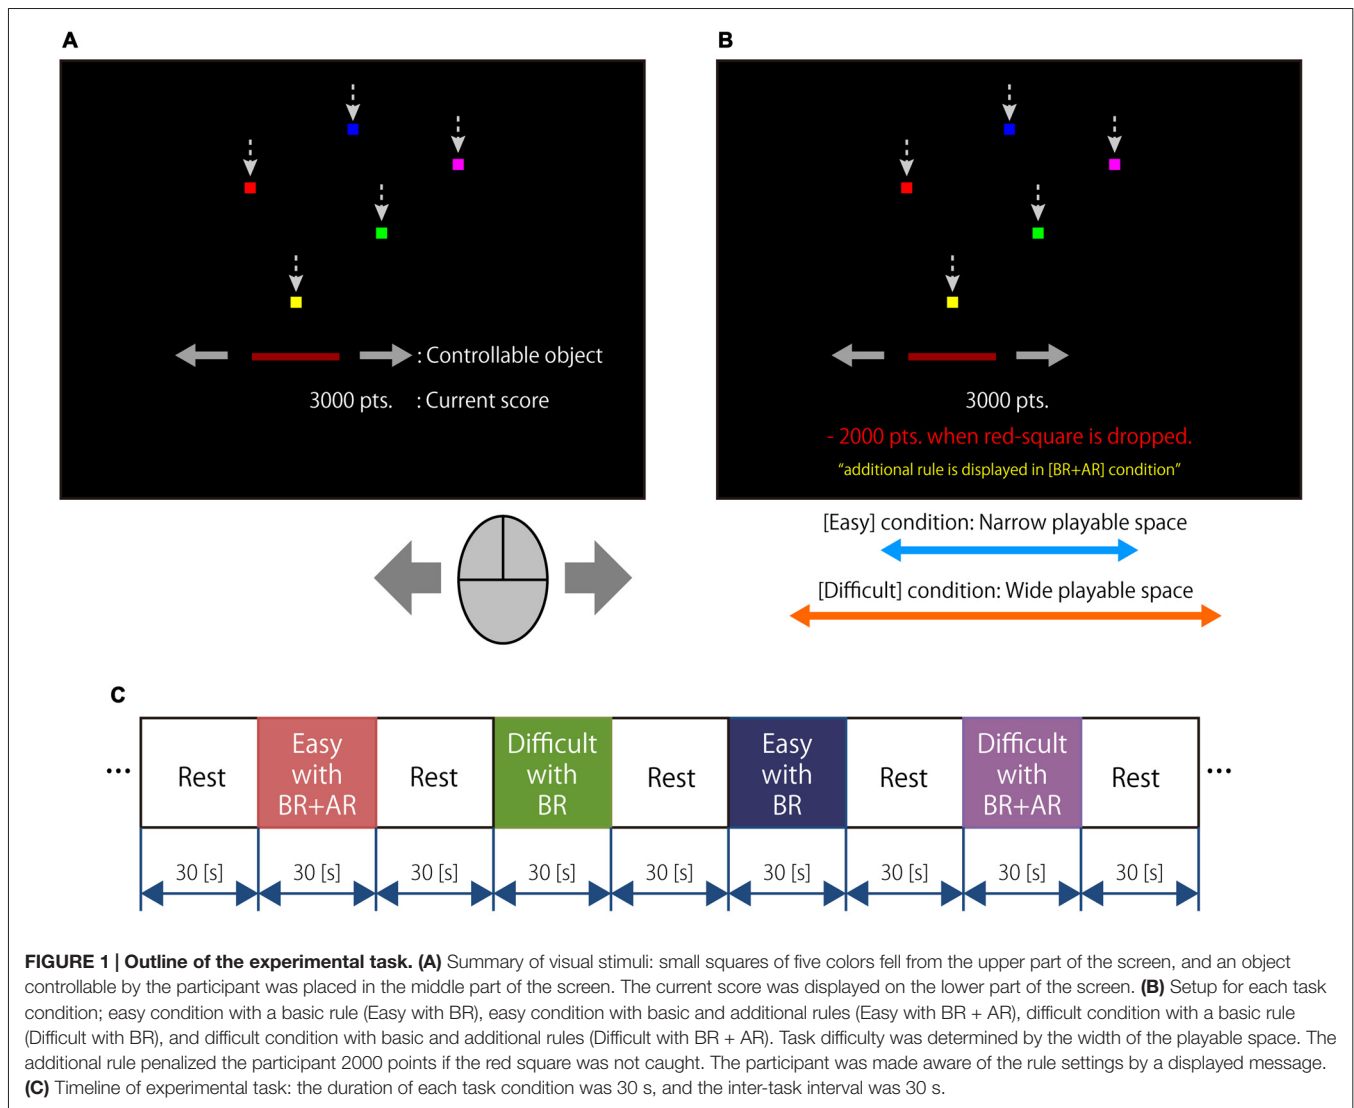 A
: Controllable object
3000 pts. : Current score
B
3000 pts.
- 2000 pts. when red-square is dropped.
“additional rule is displayed in [BR+AR] condition”
[Easy] condition: Narrow playable space
[Difficult] condition: Wide playable space
C
... Rest
Easy
with
BR+AR
Rest
Difficult
with
BR
Rest
Easy
with
BR
Rest
Difficult
with
BR+AR
Rest ...
30 [s] 30 [s] 30 [s] 30 [s] 30 [s] 30 [s] 30 [s] 30 [s] 30 [s]
FIGURE 1 | Outline of the experimental task. (A) Summary of visual stimuli: small squares of five colors fell from the upper part of the screen, and an object
controllable by the participant was placed in the middle part of the screen. The current score was displayed on the lower part of the screen. (B) Setup for each task
condition; easy condition with a basic rule (Easy with BR), easy condition with basic and additional rules (Easy with BR + AR), difficult condition with a basic rule
(Difficult with BR), and difficult condition with basic and additional rules (Difficult with BR + AR). Task difficulty was determined by the width of the playable space. The
additional rule penalized the participant 2000 points if the red square was not caught. The participant was made aware of the rule settings by a displayed message.
(C) Timeline of experimental task: the duration of each task condition was 30 s, and the inter-task interval was 30 s.